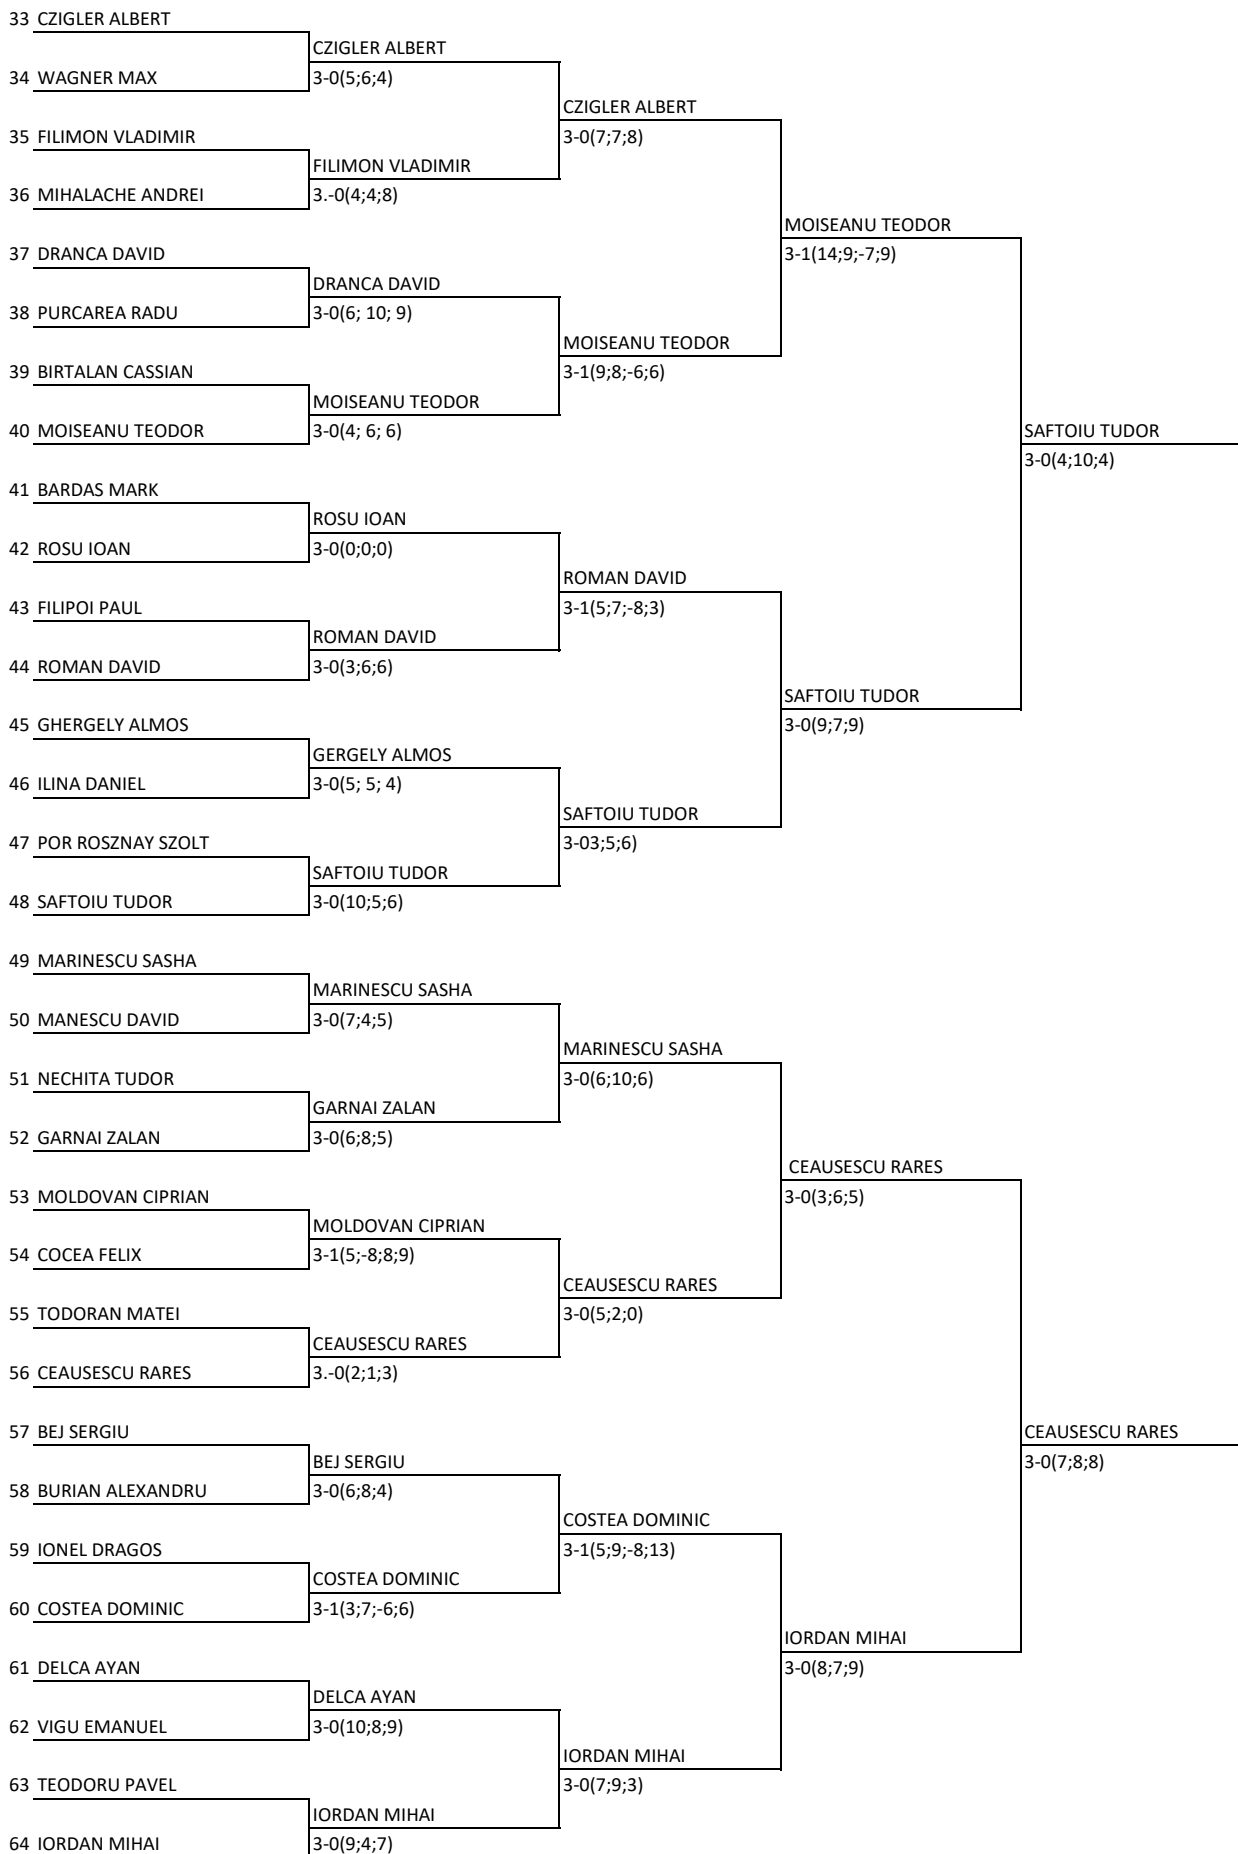 33 CZIGLER ALBERT
CZIGLER ALBERT
34 WAGNER MAX 3-0(5;6;4)
CZIGLER ALBERT
35 FILIMON VLADIMIR 3-0(7;7;8)
FILIMON VLADIMIR
36 MIHALACHE ANDREI 3.-0(4;4;8)
MOISEANU TEODOR
37 DRANCA DAVID 3-1(14;9;-7;9)
DRANCA DAVID
38 PURCAREA RADU 3-0(6; 10; 9)
MOISEANU TEODOR
39 BIRTALAN CASSIAN 3-1(9;8;-6;6)
MOISEANU TEODOR
40 MOISEANU TEODOR 3-0(4; 6; 6) SAFTOIU TUDOR
3-0(4;10;4)
41 BARDAS MARK
ROSU IOAN
42 ROSU IOAN 3-0(0;0;0)
ROMAN DAVID
43 FILIPOI PAUL 3-1(5;7;-8;3)
ROMAN DAVID
44 ROMAN DAVID 3-0(3;6;6)
SAFTOIU TUDOR
45 GHERGELY ALMOS 3-0(9;7;9)
GERGELY ALMOS
46 ILINA DANIEL 3-0(5; 5; 4)
SAFTOIU TUDOR
47 POR ROSZNAY SZOLT 3-03;5;6)
SAFTOIU TUDOR
48 SAFTOIU TUDOR 3-0(10;5;6)
49 MARINESCU SASHA
MARINESCU SASHA
50 MANESCU DAVID 3-0(7;4;5)
MARINESCU SASHA
51 NECHITA TUDOR 3-0(6;10;6)
GARNAI ZALAN
52 GARNAI ZALAN 3-0(6;8;5)
CEAUSESCU RARES
53 MOLDOVAN CIPRIAN 3-0(3;6;5)
MOLDOVAN CIPRIAN
54 COCEA FELIX 3-1(5;-8;8;9)
CEAUSESCU RARES
55 TODORAN MATEI 3-0(5;2;0)
CEAUSESCU RARES
56 CEAUSESCU RARES 3.-0(2;1;3)
57 BEJ SERGIU CEAUSESCU RARES
BEJ SERGIU 3-0(7;8;8)
58 BURIAN ALEXANDRU 3-0(6;8;4)
COSTEA DOMINIC
59 IONEL DRAGOS 3-1(5;9;-8;13)
COSTEA DOMINIC
60 COSTEA DOMINIC 3-1(3;7;-6;6)
IORDAN MIHAI
61 DELCA AYAN 3-0(8;7;9)
DELCA AYAN
62 VIGU EMANUEL 3-0(10;8;9)
IORDAN MIHAI
63 TEODORU PAVEL 3-0(7;9;3)
IORDAN MIHAI
64 IORDAN MIHAI 3-0(9;4;7)